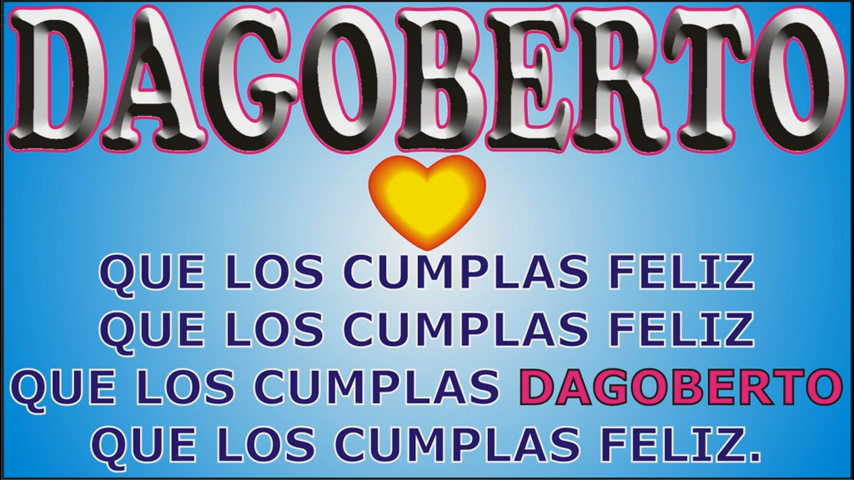 DAGOBERTO
QUE LOS CUMPLAS FELIZ
QUE LOS CUMPLAS FELIZ
QUE LOS CUMPLAS DAGOBERTO
QUE LOS CUMPLAS FELIZ.